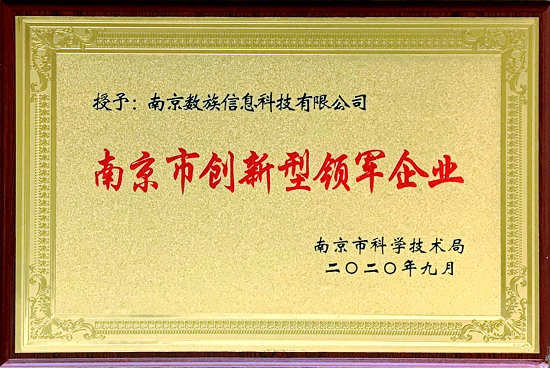 授予：南京数族信息科技有限公司
南京市创新型领军企业
南京市科学技术局
二〇二〇年九月